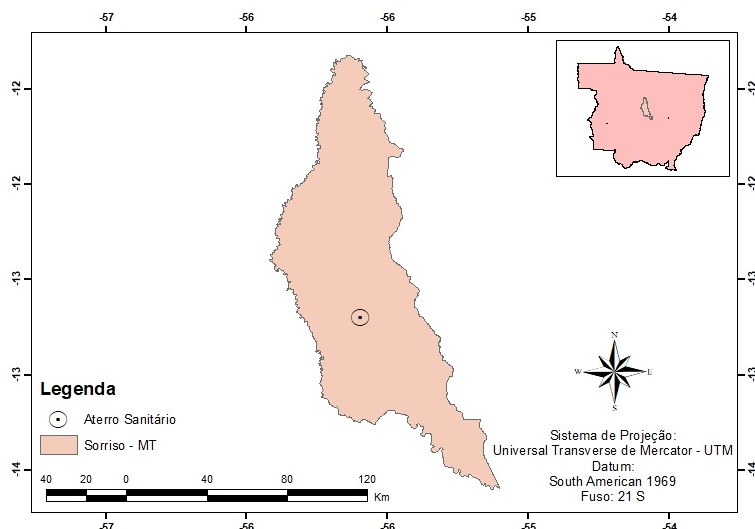 -57 -56 -56 -55 -54
-12 -12
-12 -12
-13 -13
-13 -13
-14 -14
N
W E
S
Legenda
Aterro Sanitário
Sorriso - MT
40 20 0 40 80 120
Km
Sistema de Projeção:
Universal Transverse de Mercator - UTM
Datum:
South American 1969
Fuso: 21 S
-57 -56 -56 -55 -54